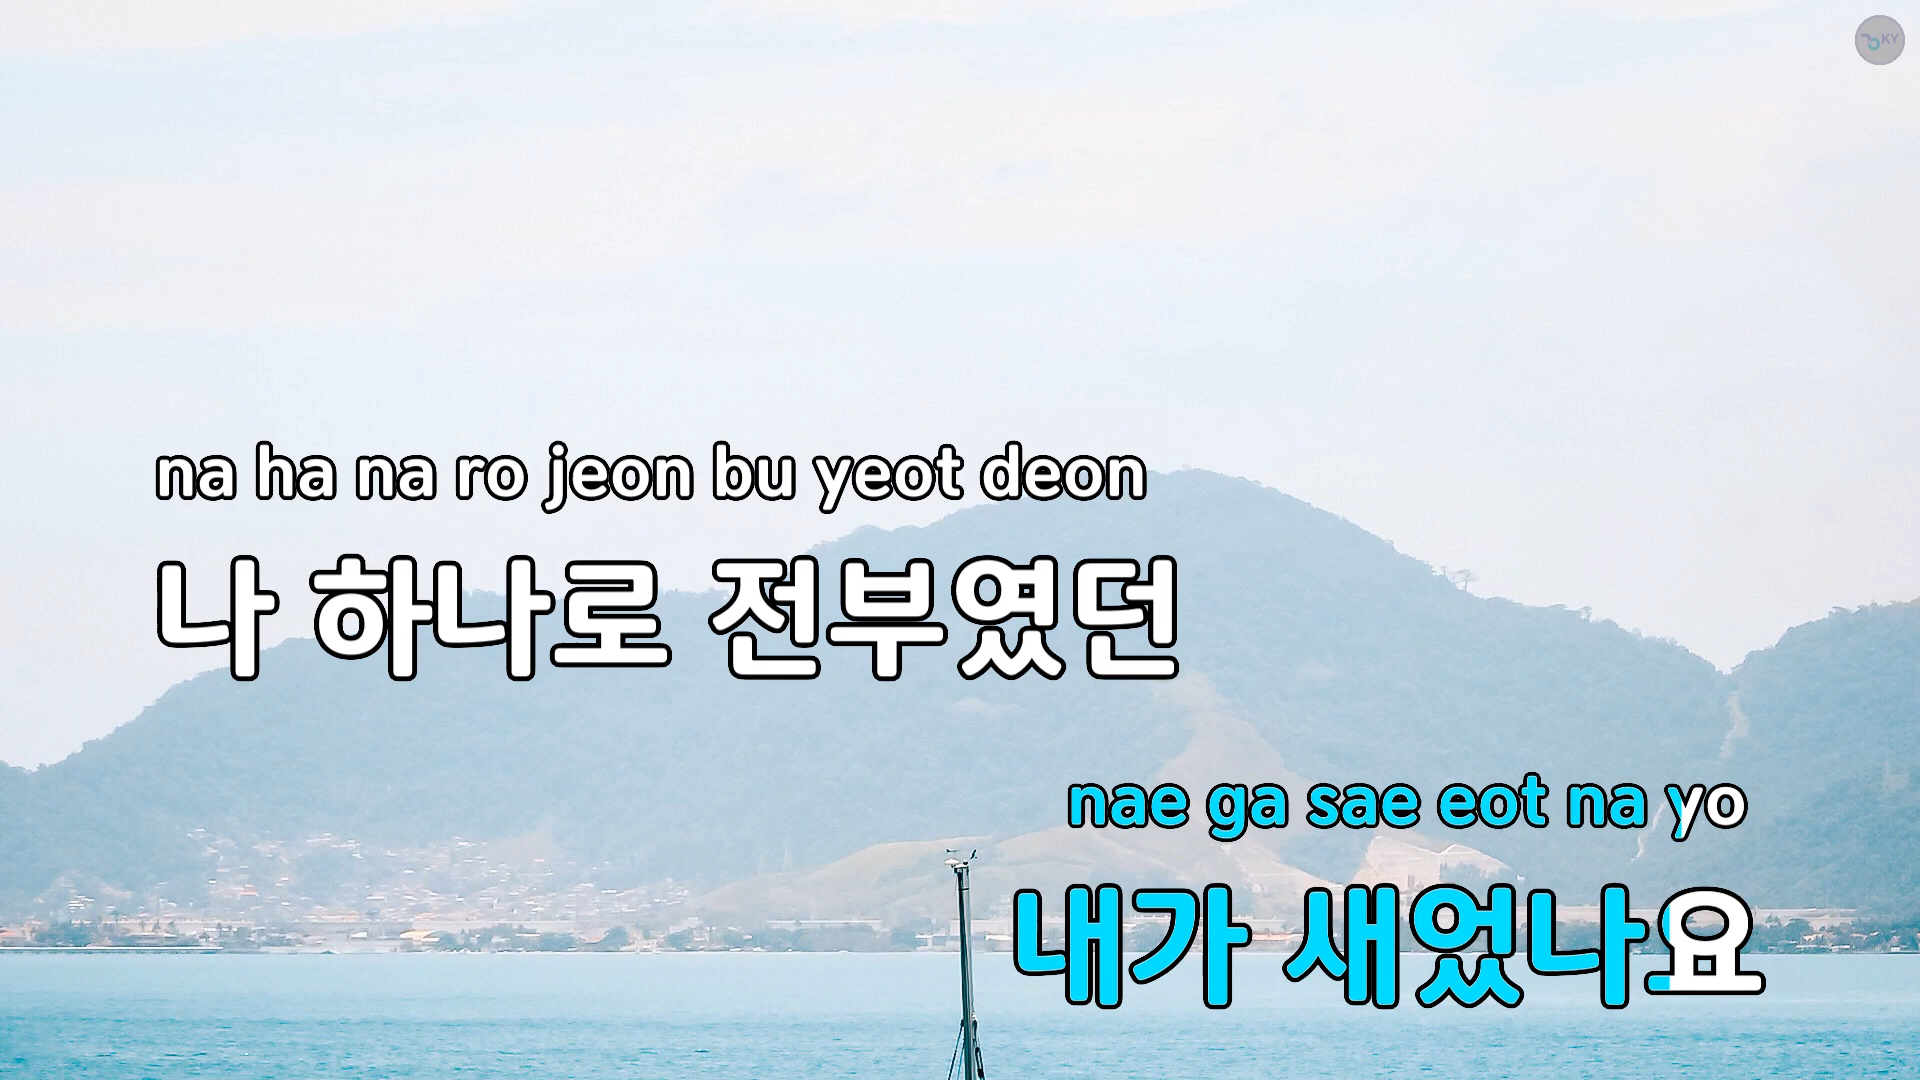 KY
na ha na ro jeon bu yeot deon
나 하나로 전부였던
nae ga sae eot na yo
내가 새었나요